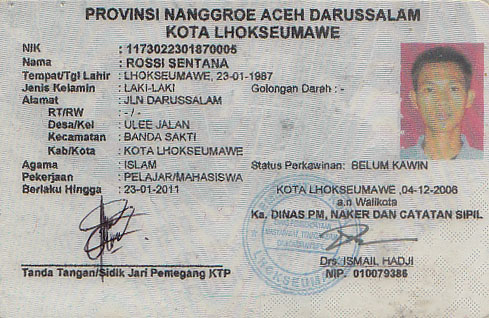 PROVINSI NANGGROE ACEH DARUSSALAM
KOTA LHOKSEUMAWE
NIK : 1173022301870005
Nama : ROSSI SENTANA
Tempat/Tgl Lahir : LHOKSEUMAWE, 23-01-1987
Jenis Kelamin : LAKI-LAKI Golongan Darah : -
Alamat : JLN DARUSSALAM
RT/RW : -/ -
Desa/Kel : ULEE JALAN
Kecamatan : BANDA SAKTI
Kab/Kota : KOTA LHOKSEUMAWE
Agama : ISLAM Status Perkawinan: BELUM KAWIN
Pekerjaan : PELAJAR/MAHASISWA
Berlaku Hingga : 23-01-2011 KOTA LHOKSEUMAWE ,04-12-2006
a.n Walikota
Ka. DINAS PM, NAKER DAN CATATAN SIPIL
Drs. ISMAIL HADJI
Tanda Tangan/Sidik Jari Pemegang KTP NIP. 010079386